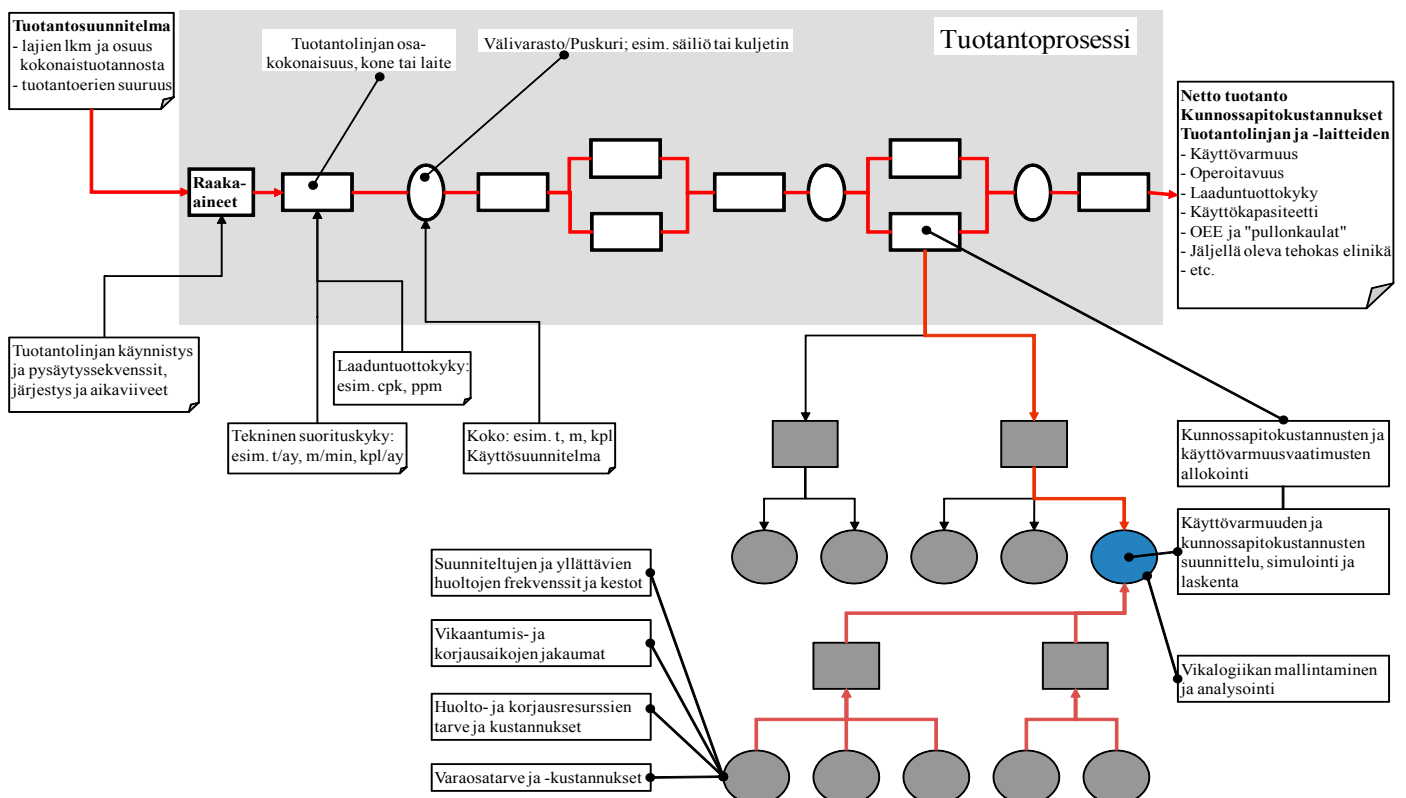 Tuotantosuunnitelma
- lajien lkm ja osuus
kokonaistuotannosta
- tuotantoerien suuruus
Tuotantolinjan osa-
kokonaisuus, kone tai laite
Välivarasto/Puskuri; esim. säiliö tai kuljetin
Tuotantoprosessi
Netto tuotanto
Kunnossapitokustannukset
Tuotantolinjan ja -laitteiden
- Käyttövarmuus
- Operoitavuus
- Laaduntuottokyky
- Käyttökapasiteetti
- OEE ja "pullonkaulat"
- Jäljellä oleva tehokas elinikä
- etc.
Raaka-
aineet
Tuotantolinjan käynnistys
ja pysäytyssekvenssit,
järjestys ja aikaviiveet
Laaduntuottokyky:
esim. cpk, ppm
Tekninen suorituskyky:
esim. t/ay, m/min, kpl/ay
Koko: esim. t, m, kpl
Käyttösuunnitelma
Kunnossapitokustannusten ja
käyttövarmuusvaatimusten
allokointi
Käyttövarmuuden ja
kunnossapitokustannusten
suunnittelu, simulointi ja
laskenta
Suunniteltujen ja yllättävien
huoltojen frekvenssit ja kestot
Vikaantumis- ja
korjausaikojen jakaumat
Vikalogiikan mallintaminen
ja analysointi
Huolto- ja korjausresurssien
tarve ja kustannukset
Varaosatarve ja -kustannukset